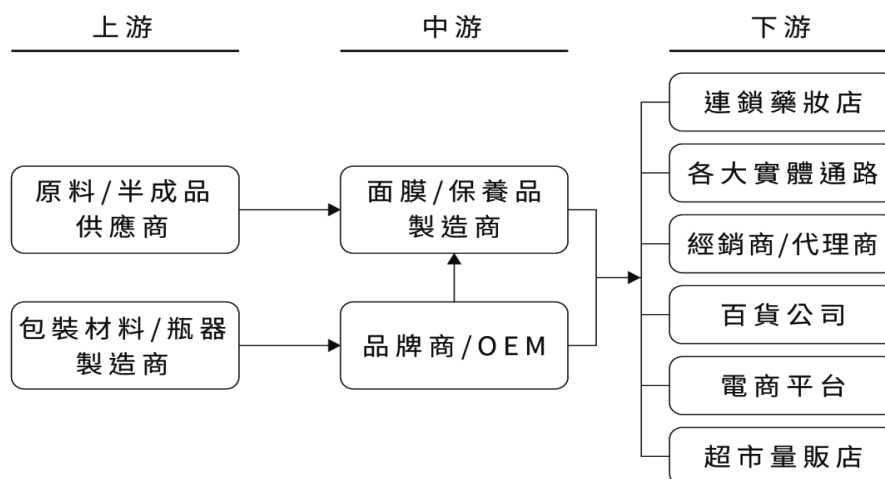 上游
中游
下游
原料/半成品
供應商
包裝材料/瓶器
製造商
面膜/保養品
製造商
品牌商/OEM
連鎖藥妝店
各大實體通路
經銷商/代理商
百貨公司
電商平台
超市量販店